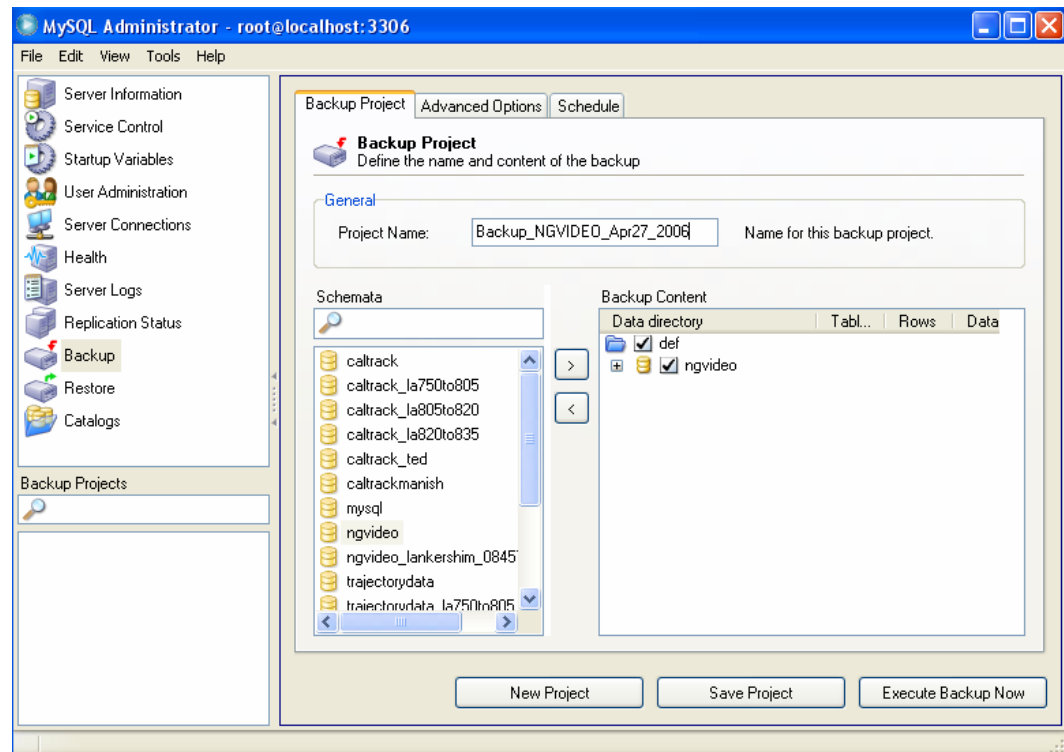 MySQL Administrator - root@localhost:3306
File Edit View Tools Help
Server Information
Service Control
Startup Variables
User Administration
Server Connections
Health
Server Logs
Replication Status
Backup
Restore
Catalogs
Backup Projects
Backup Project Advanced Options Schedule
Backup Project
Define the name and content of the backup
General
Project Name: Backup_NGVIDEO_Apr27_2006 Name for this backup project.
Schemata
caltrack
caltrack_la750to805
caltrack_la805to820
caltrack_la820to835
caltrack_ted
caltrackmanish
mysql
ngvideo
ngvideo_lankershim_0845
trajectorydata
trajectorydata_la750to805
>
<
Backup Content
Data directory Tabl... Rows Data
def
ngvideo
New Project Save Project Execute Backup Now